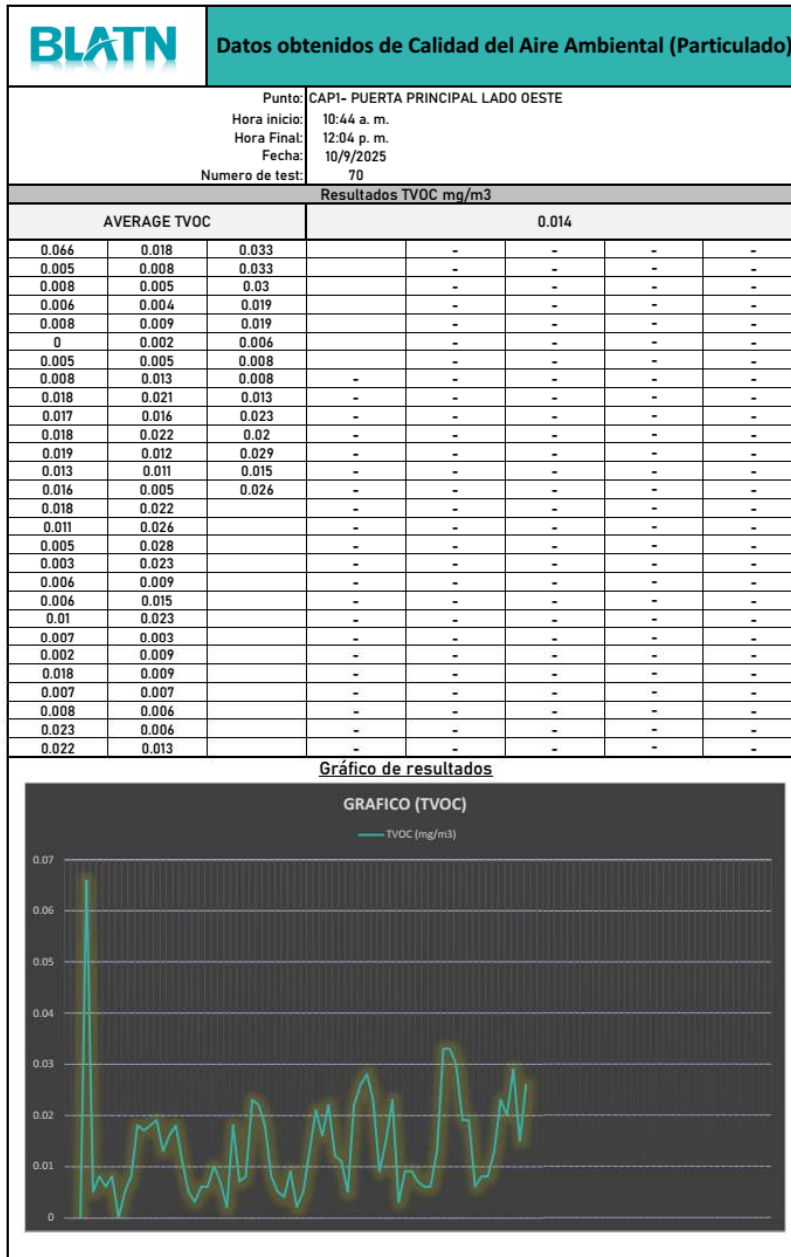 BLATN
Datos obtenidos de Calidad del Aire Ambiental (Particulado)
Punto: CAP1- PUERTA PRINCIPAL LADO OESTE
Hora inicio: 10:44 a. m.
Hora Final: 12:04 p. m.
Fecha: 10/9/2025
Numero de test: 70
Resultados TVOC mg/m3
AVERAGE TVOC 0.014
0.066 0.018 0.033 - - - -
0.005 0.008 0.033 - - - -
0.008 0.005 0.03 - - - -
0.006 0.004 0.019 - - - -
0.008 0.009 0.019 - - - -
0 0.002 0.006 - - - -
0.005 0.005 0.008 - - - -
0.008 0.013 0.008 - - - - -
0.018 0.021 0.013 - - - - -
0.017 0.016 0.023 - - - - -
0.018 0.022 0.02 - - - - -
0.019 0.012 0.029 - - - - -
0.013 0.011 0.015 - - - - -
0.016 0.005 0.026 - - - - -
0.018 0.022 - - - - -
0.011 0.026 - - - - -
0.005 0.028 - - - - -
0.003 0.023 - - - - -
0.006 0.009 - - - - -
0.006 0.015 - - - - -
0.01 0.023 - - - - -
0.007 0.003 - - - - -
0.002 0.009 - - - - -
0.018 0.009 - - - - -
0.007 0.007 - - - - -
0.008 0.006 - - - - -
0.023 0.006 - - - - -
0.022 0.013 - - - - -
Gráfico de resultados
GRAFICO (TVOC)
TVOC (mg/m3)
0.07
0.06
0.05
0.04
0.03
0.02
0.01
0